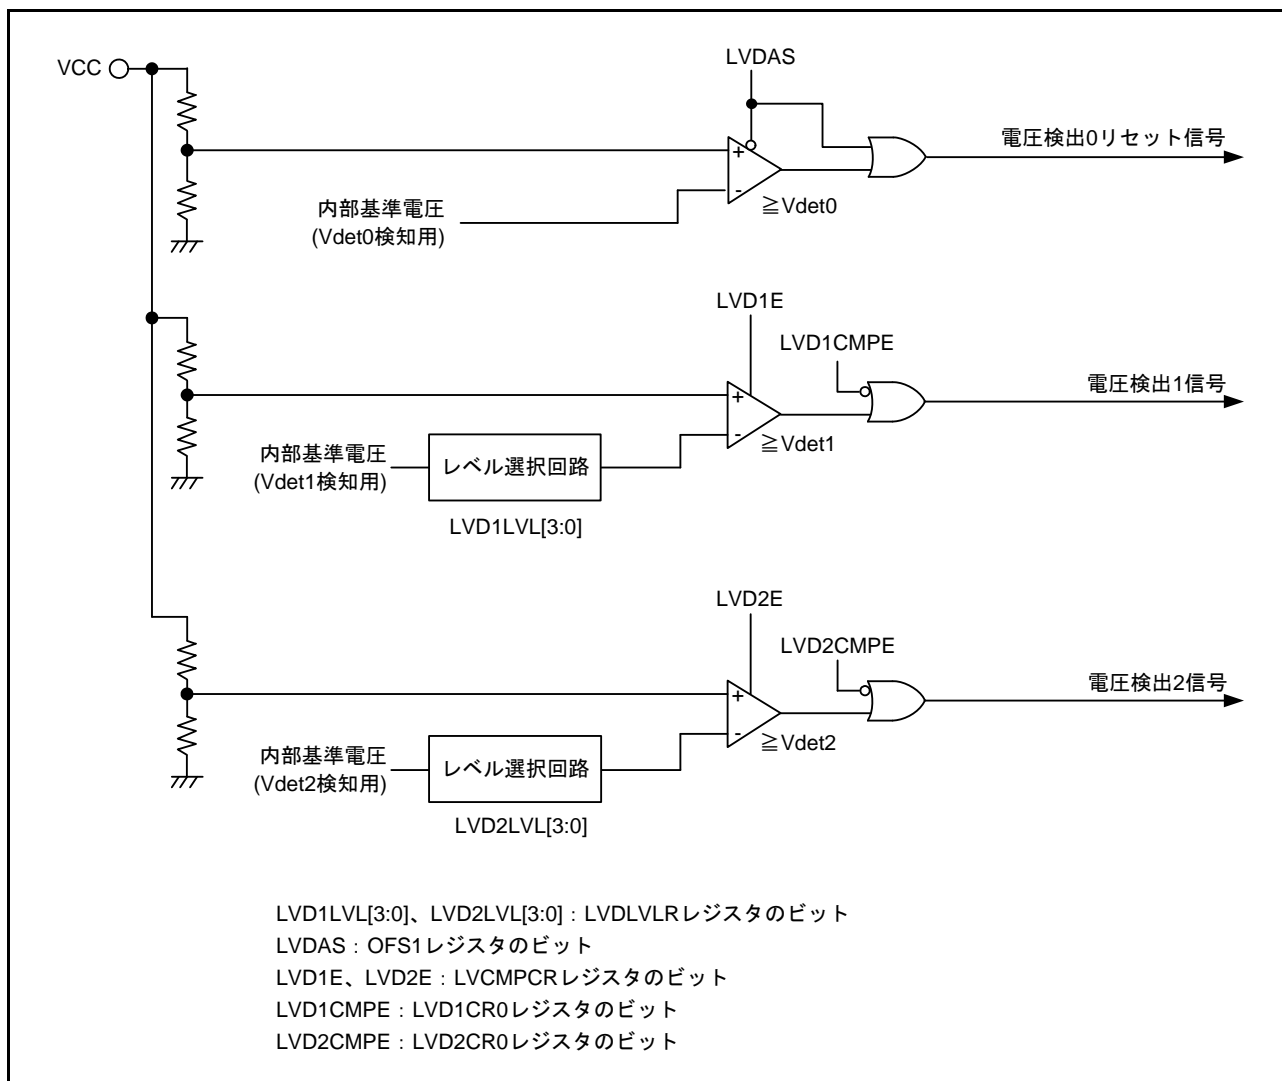 LVDAS
VCC
電圧検出0リセット信号
+
-
≧Vdet0
内部基準電圧
(Vdet0検知用)
LVD1E
LVD1CMPE
電圧検出1信号
+
-
≧Vdet1
内部基準電圧
(Vdet1検知用)
レベル選択回路
LVD1LVL[3:0]
LVD2E
LVD2CMPE
電圧検出2信号
+
-
≧Vdet2
内部基準電圧
(Vdet2検知用)
レベル選択回路
LVD2LVL[3:0]
LVD1LVL[3:0]、LVD2LVL[3:0]：LVDLVLRレジスタのビット
LVDAS：OFS1レジスタのビット
LVD1E、LVD2E：LVCMPCRレジスタのビット
LVD1CMPE：LVD1CR0レジスタのビット
LVD2CMPE：LVD2CR0レジスタのビット